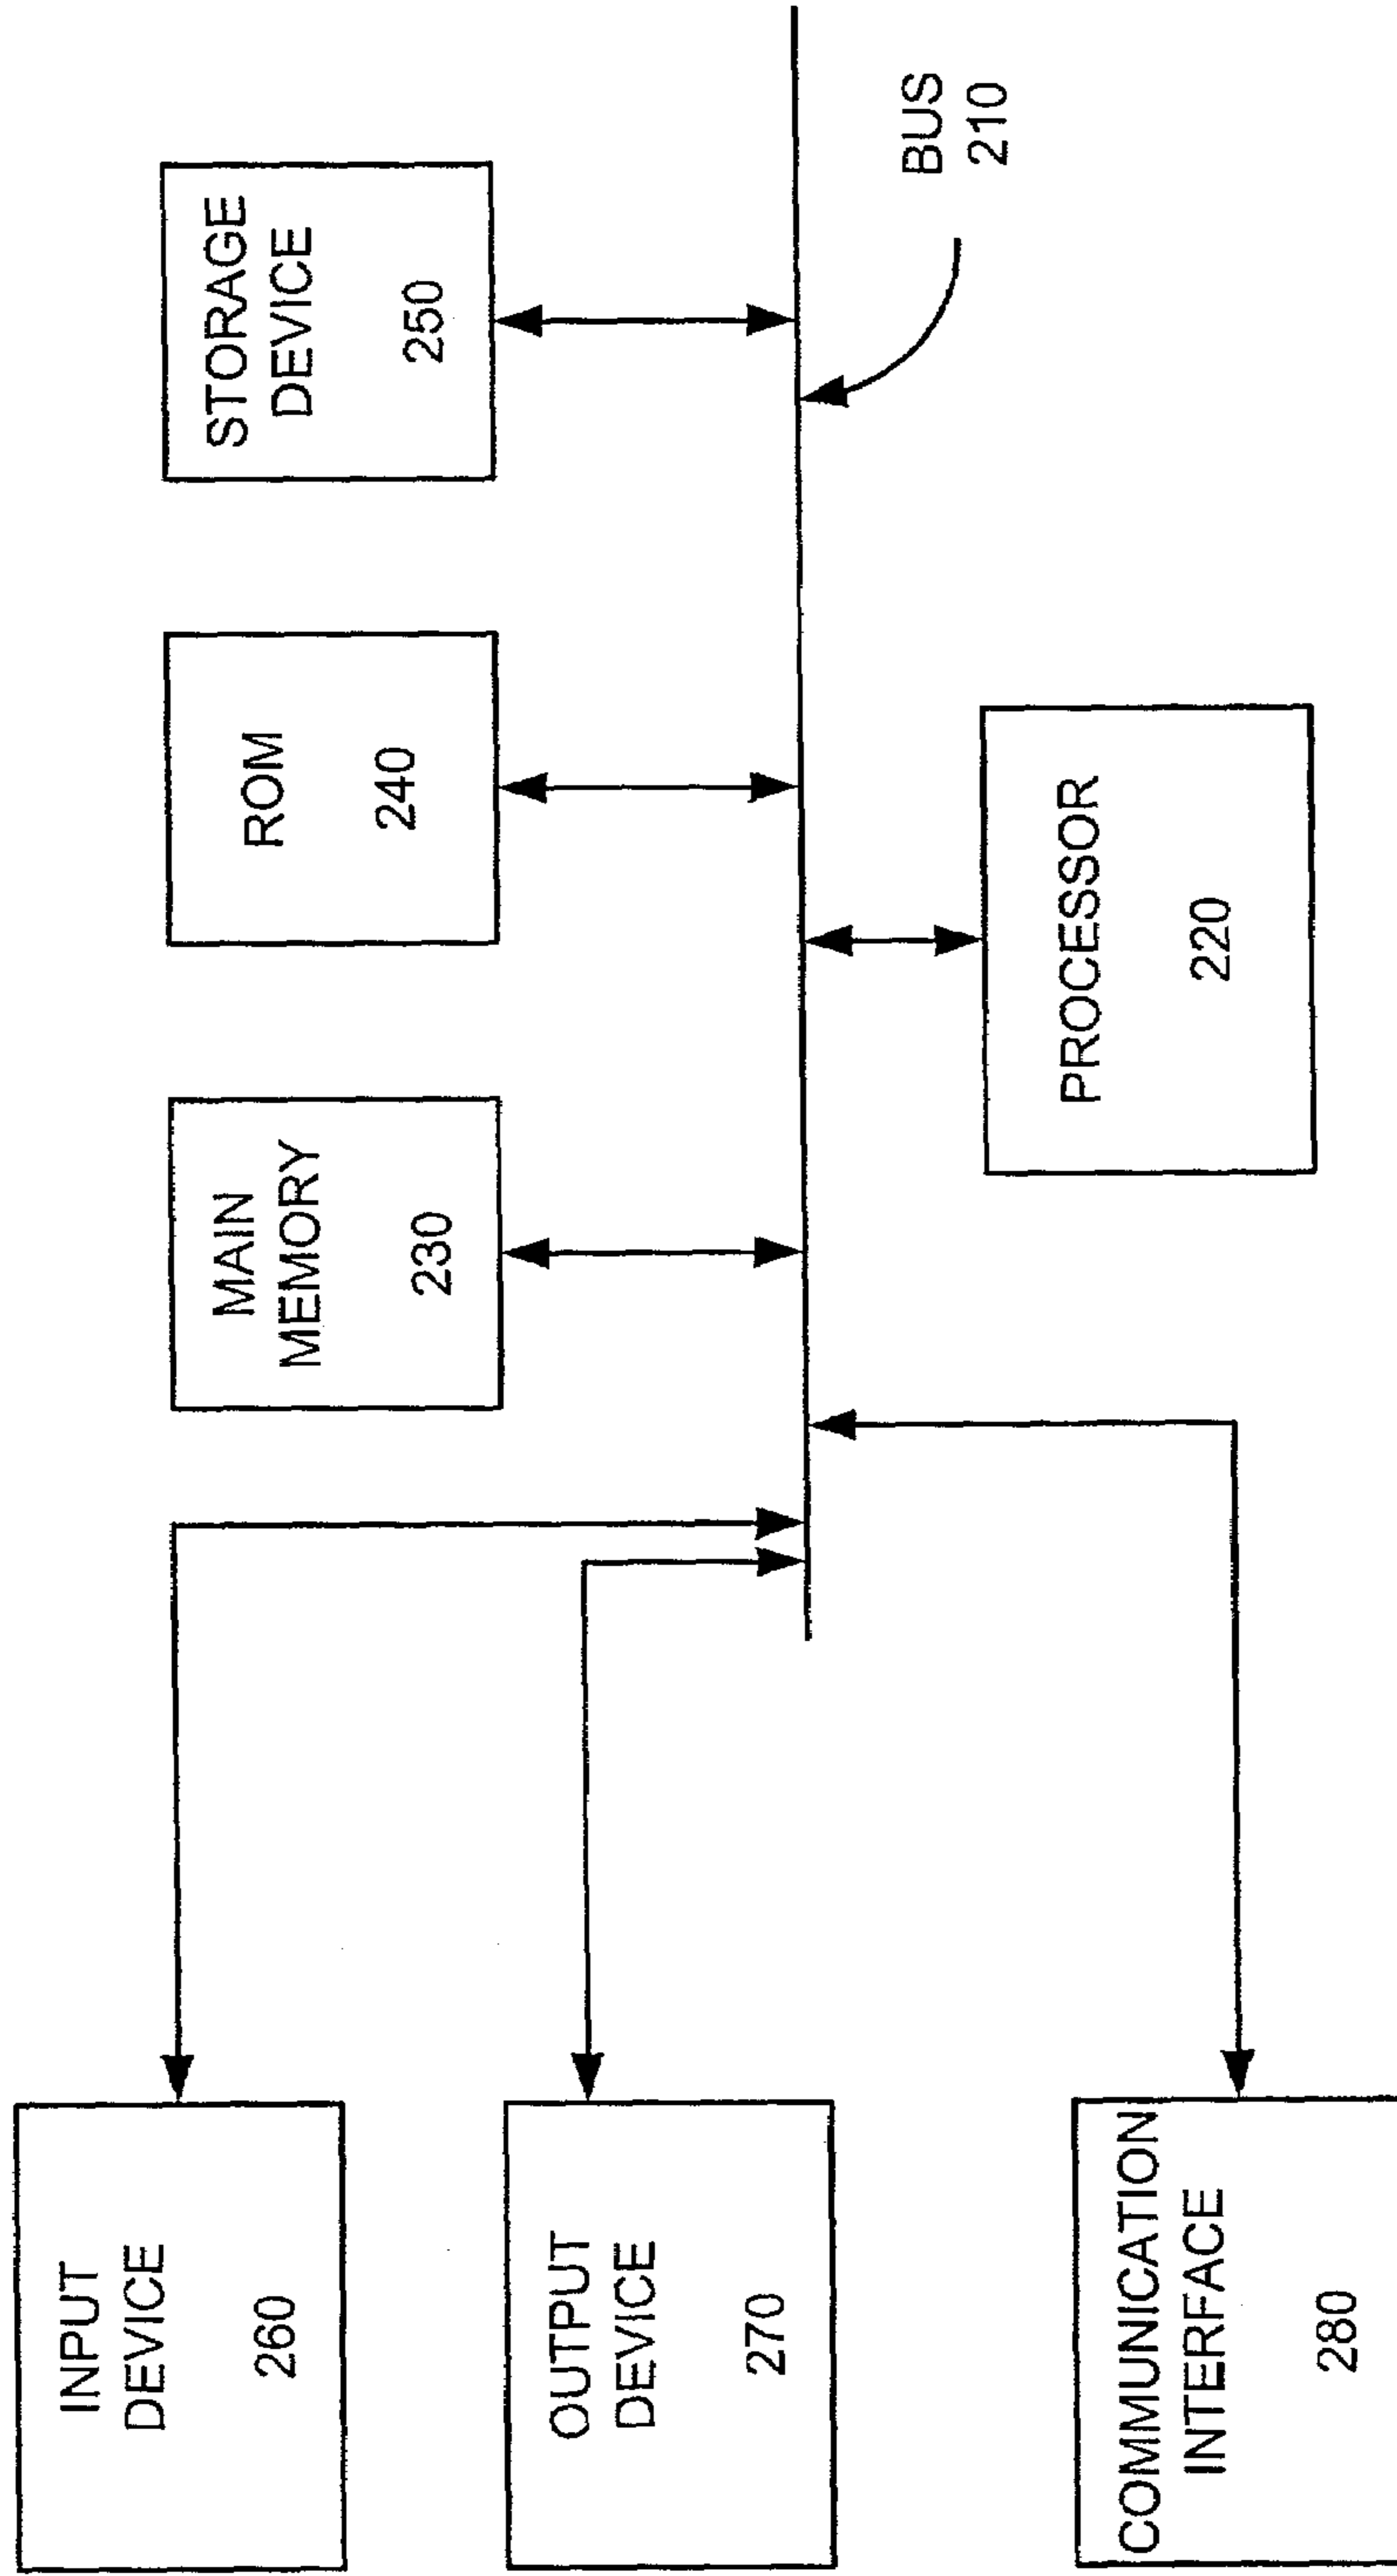 INPUT
DEVICE
260
OUTPUT
DEVICE
270
COMMUNICATION
INTERFACE
280
MAIN
MEMORY
230
ROM
240
STORAGE
DEVICE
250
PROCESSOR
220
BUS
210